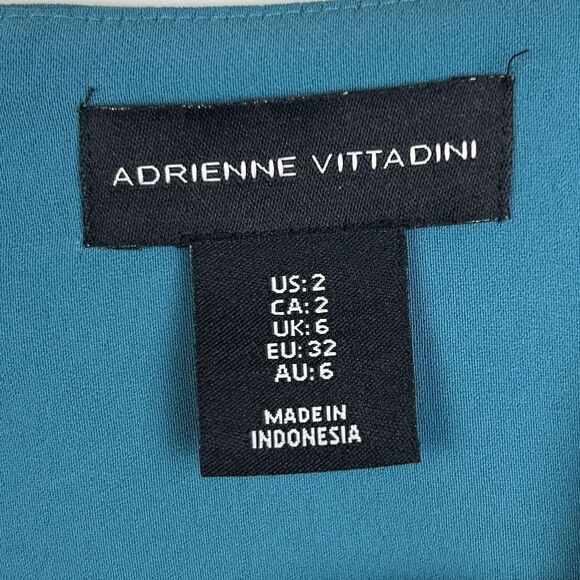 ADRIENNE VITTADINI
US: 2
CA: 2
UK: 6
EU: 32
AU: 6
MADE IN
INDONESIA